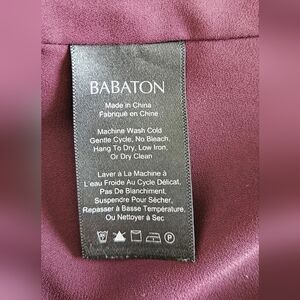 BABATON
Made in China
Fabriqué en Chine
Machine Wash Cold
Gentle Cycle, No Bleach,
Hang To Dry, Low Iron,
Or Dry Clean
Laver à La Machine à
L'eau Froide Au Cycle Délicat,
Pas De Blanchiment,
Suspendre Pour Sécher,
Repasser à Basse Température,
Ou Nettoyer à Sec
P